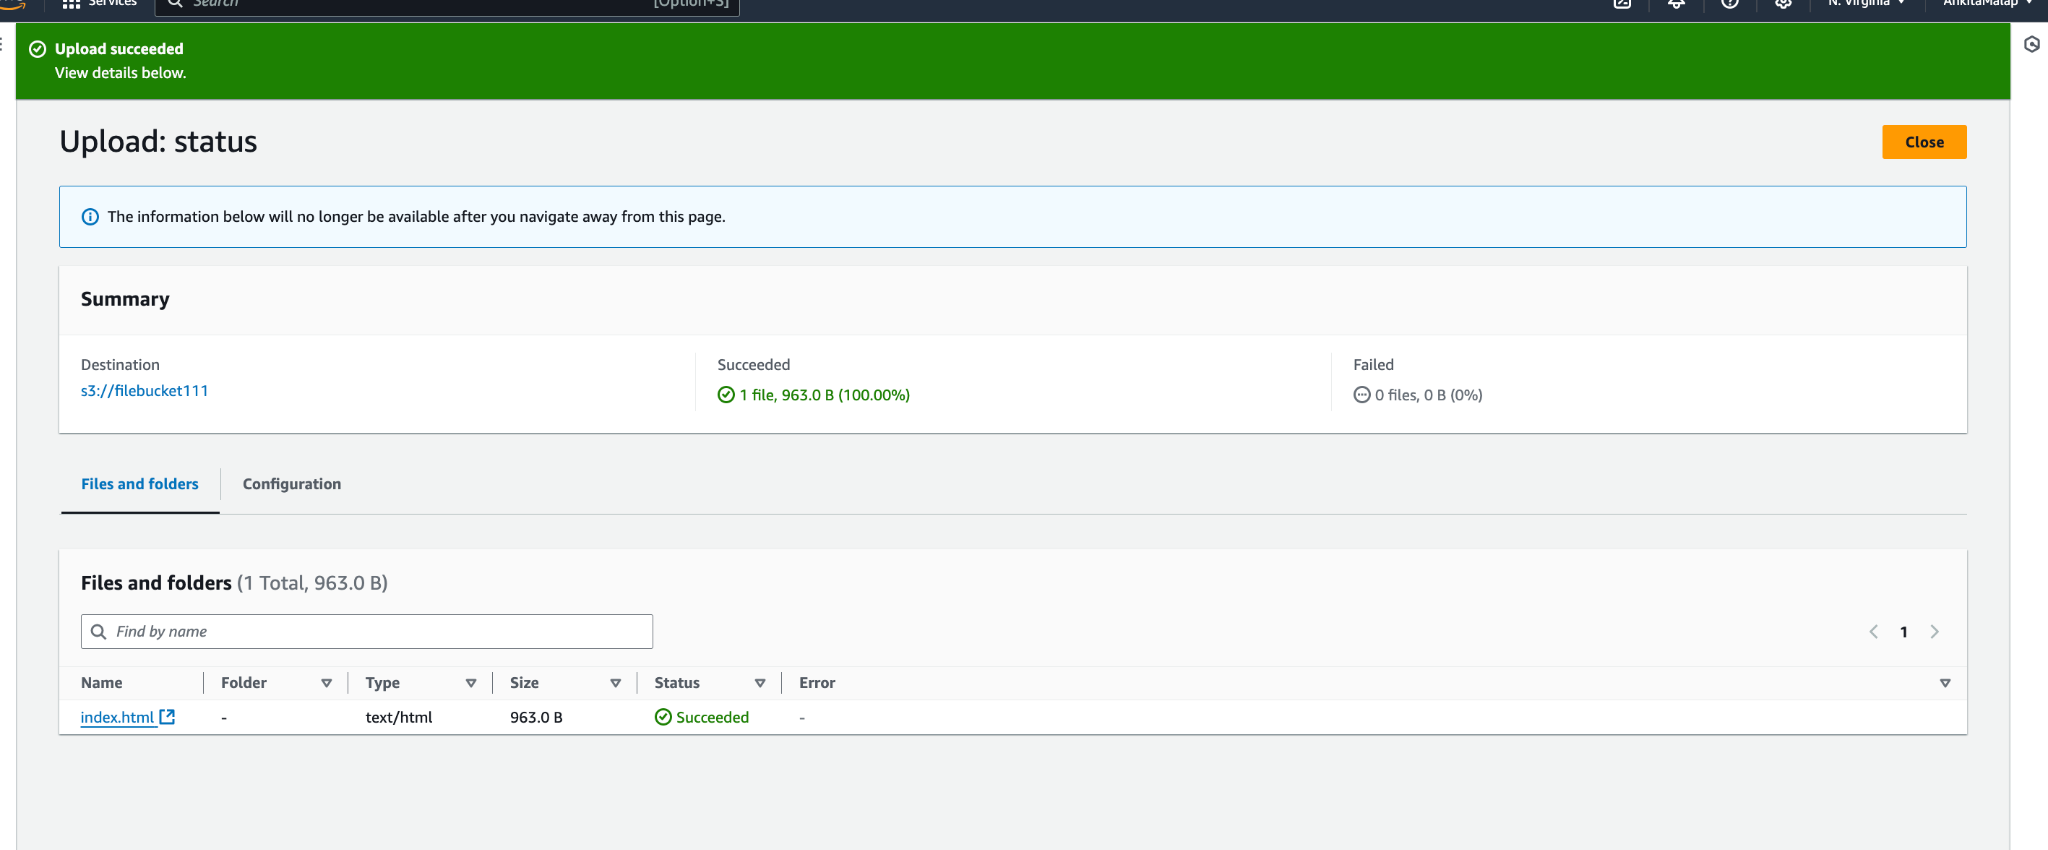 Services
Search
[Option+S]
N. Virginia
AnkitaMalap
Upload succeeded
View details below.
Upload: status
Close
The information below will no longer be available after you navigate away from this page.
Summary
Destination
s3://filebucket111
Succeeded
1 file, 963.0 B (100.00%)
Failed
0 files, 0 B (0%)
Files and folders
Configuration
Files and folders (1 Total, 963.0 B)
Find by name
1
Name Folder Type Size Status Error
index.html - text/html 963.0 B Succeeded -